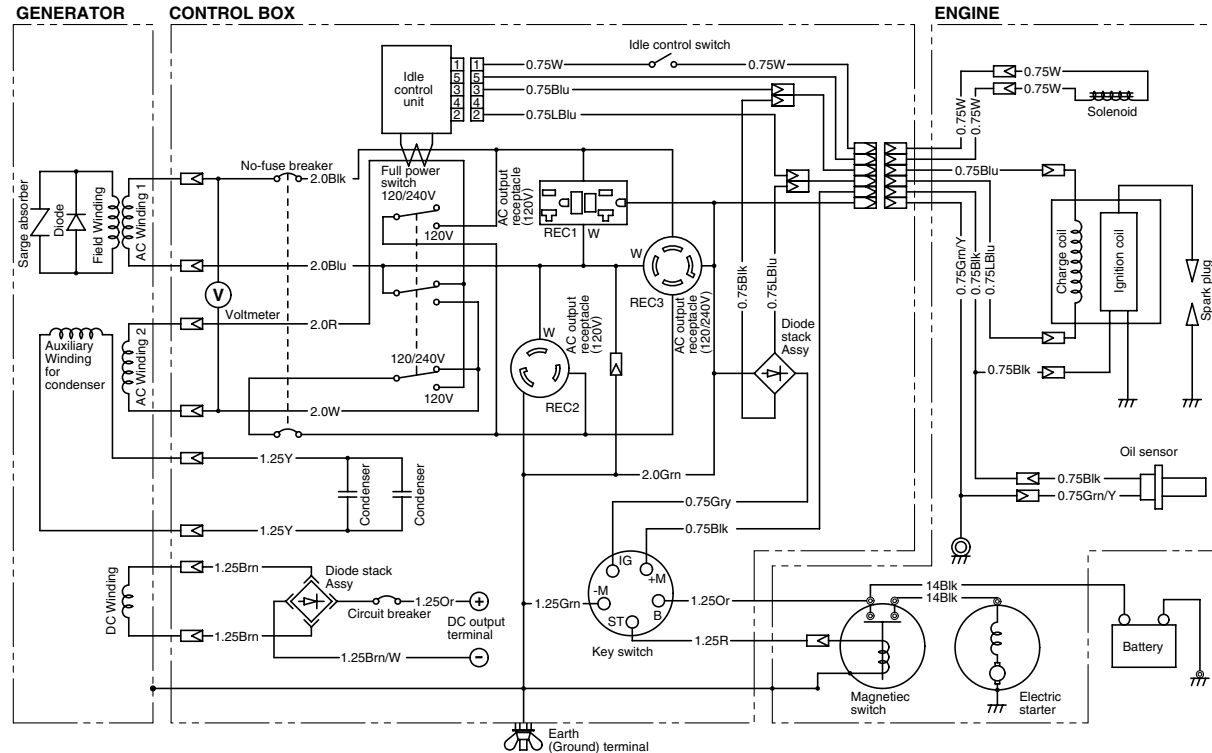 GENERATOR
CONTROL BOX
ENGINE
Idle control switch
Idle
control
unit
1
5
3
4
2
1
5
3
4
2
0.75W
0.75W
0.75Blu
0.75LBlu
0.75W
0.75W
0.75W
0.75W
Solenoid
No-fuse breaker
2.0Blk
Full power
switch
120/240V
120V
AC output
receptacle
(120V)
REC1
W
0.75Blu
Sarge absorber
Diode
Field Winding
AC Winding 1
2.0Blu
W
REC3
AC output
receptacle
(120/240V)
0.75Blk
0.75LBlu
0.75Grn/Y
0.75Blk
0.75LBlu
Charge coil
Ignition coil
Spark plug
V
Voltmeter
2.0R
Auxiliary
Winding
for
condenser
AC Winding 2
120/240V
120V
2.0W
W
AC output
receptacle
(120V)
REC2
Diode
stack
Assy
0.75Blk
1.25Y
Condenser
Condenser
1.25Y
2.0Grn
0.75Gry
0.75Blk
Oil sensor
0.75Blk
0.75Grn/Y
DC Winding
1.25Brn
Diode stack
Assy
Circuit breaker
1.25Or
+
DC output
terminal
1.25Brn
1.25Brn/W
−
IG
+M
-M
B
ST
1.25Grn
Key switch
1.25Or
1.25R
14Blk
14Blk
Magnetiec
switch
Electric
starter
Battery
Earth
(Ground) terminal